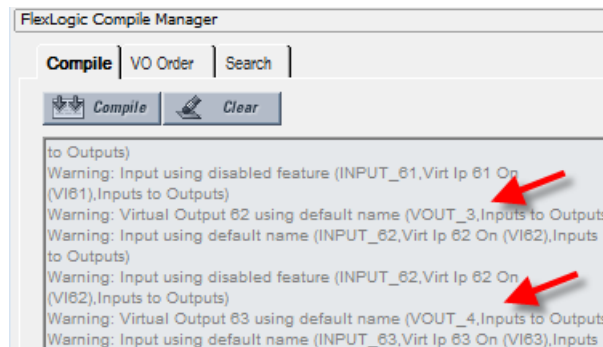 FlexLogic Compile Manager
Compile VO Order Search
Compile Clear
to Outputs)
Warning: Input using disabled feature (INPUT_61,Virt Ip 61 On
(VI61),Inputs to Outputs)
Warning: Virtual Output 62 using default name (VOUT_3,Inputs to Outputs
Warning: Input using default name (INPUT_62,Virt Ip 62 On (VI62),Inputs
to Outputs)
Warning: Input using disabled feature (INPUT_62,Virt Ip 62 On
(VI62),Inputs to Outputs)
Warning: Virtual Output 63 using default name (VOUT_4,Inputs to Outputs
Warning: Input using default name (INPUT_63,Virt Ip 63 On (VI63),Inputs